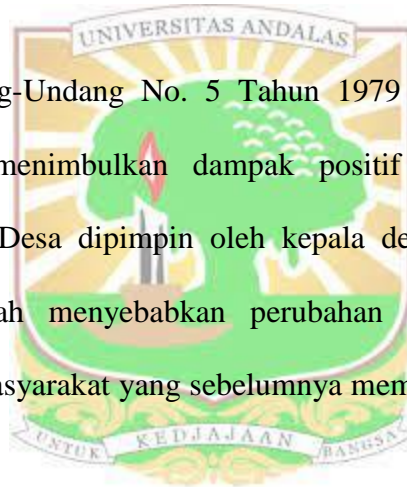 UNIVERSITAS ANDALAS
g-Undang No. 5 Tahun 1979
menimbulkan dampak positif
Desa dipimpin oleh kepala de
ah menyebabkan perubahan
asyarakat yang sebelumnya mem
UNTUK KEDJAJAAN BANGSA